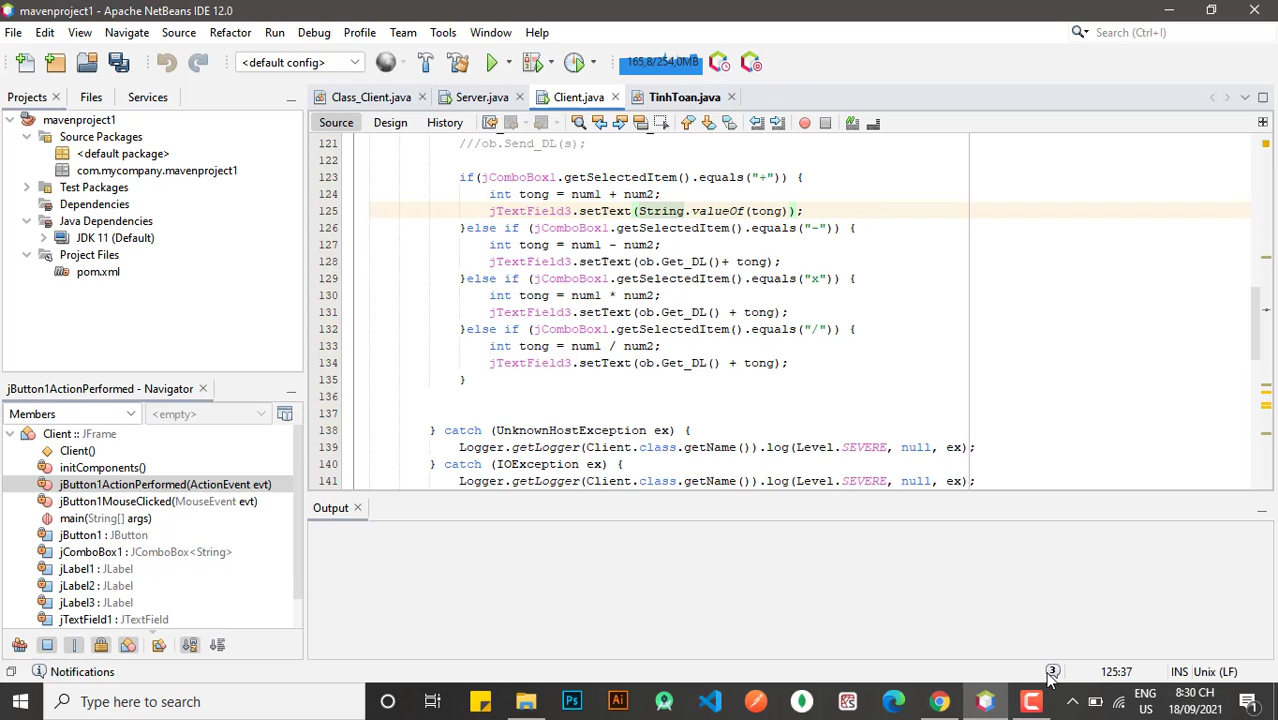 mavenproject1 - Apache NetBeans IDE 12.0
File Edit View Navigate Source Refactor Run Debug Profile Team Tools Window Help
Search (Ctrl+I)
<default config>
165,8/254,0MB
Projects Files Services
mavenproject1
Source Packages
<default package>
com.mycompany.mavenproject1
Test Packages
Dependencies
Java Dependencies
JDK 11 (Default)
Project Files
pom.xml
Class_Client.java Server.java Client.java TinhToan.java
Source Design History
121 ///ob.Send_DL(s);
122
123 if(jComboBox1.getSelectedItem().equals("+")) {
124 int tong = num1 + num2;
125 jTextField3.setText(String.valueOf(tong));
126 }else if (jComboBox1.getSelectedItem().equals("-")) {
127 int tong = num1 - num2;
128 jTextField3.setText(ob.Get_DL()+ tong);
129 }else if (jComboBox1.getSelectedItem().equals("x")) {
130 int tong = num1 * num2;
131 jTextField3.setText(ob.Get_DL() + tong);
132 }else if (jComboBox1.getSelectedItem().equals("/")) {
133 int tong = num1 / num2;
134 jTextField3.setText(ob.Get_DL() + tong);
135 }
136
137
138 } catch (UnknownHostException ex) {
139 Logger.getLogger(Client.class.getName()).log(Level.SEVERE, null, ex);
140 } catch (IOException ex) {
141 Logger.getLogger(Client.class.getName()).log(Level.SEVERE, null, ex);
jButton1ActionPerformed - Navigator
Members <empty>
Client :: JFrame
Client()
initComponents()
jButton1ActionPerformed(ActionEvent evt)
jButton1MouseClicked(MouseEvent evt)
main(String[] args)
jButton1 : JButton
jComboBox1 : JComboBox<String>
jLabel1 : JLabel
jLabel2 : JLabel
jLabel3 : JLabel
jTextField1 : JTextField
Output
Notifications
3
125:37
INS
Unix (LF)
Type here to search
Ps
Ai
ENG
US
8:30 CH
18/09/2021
1